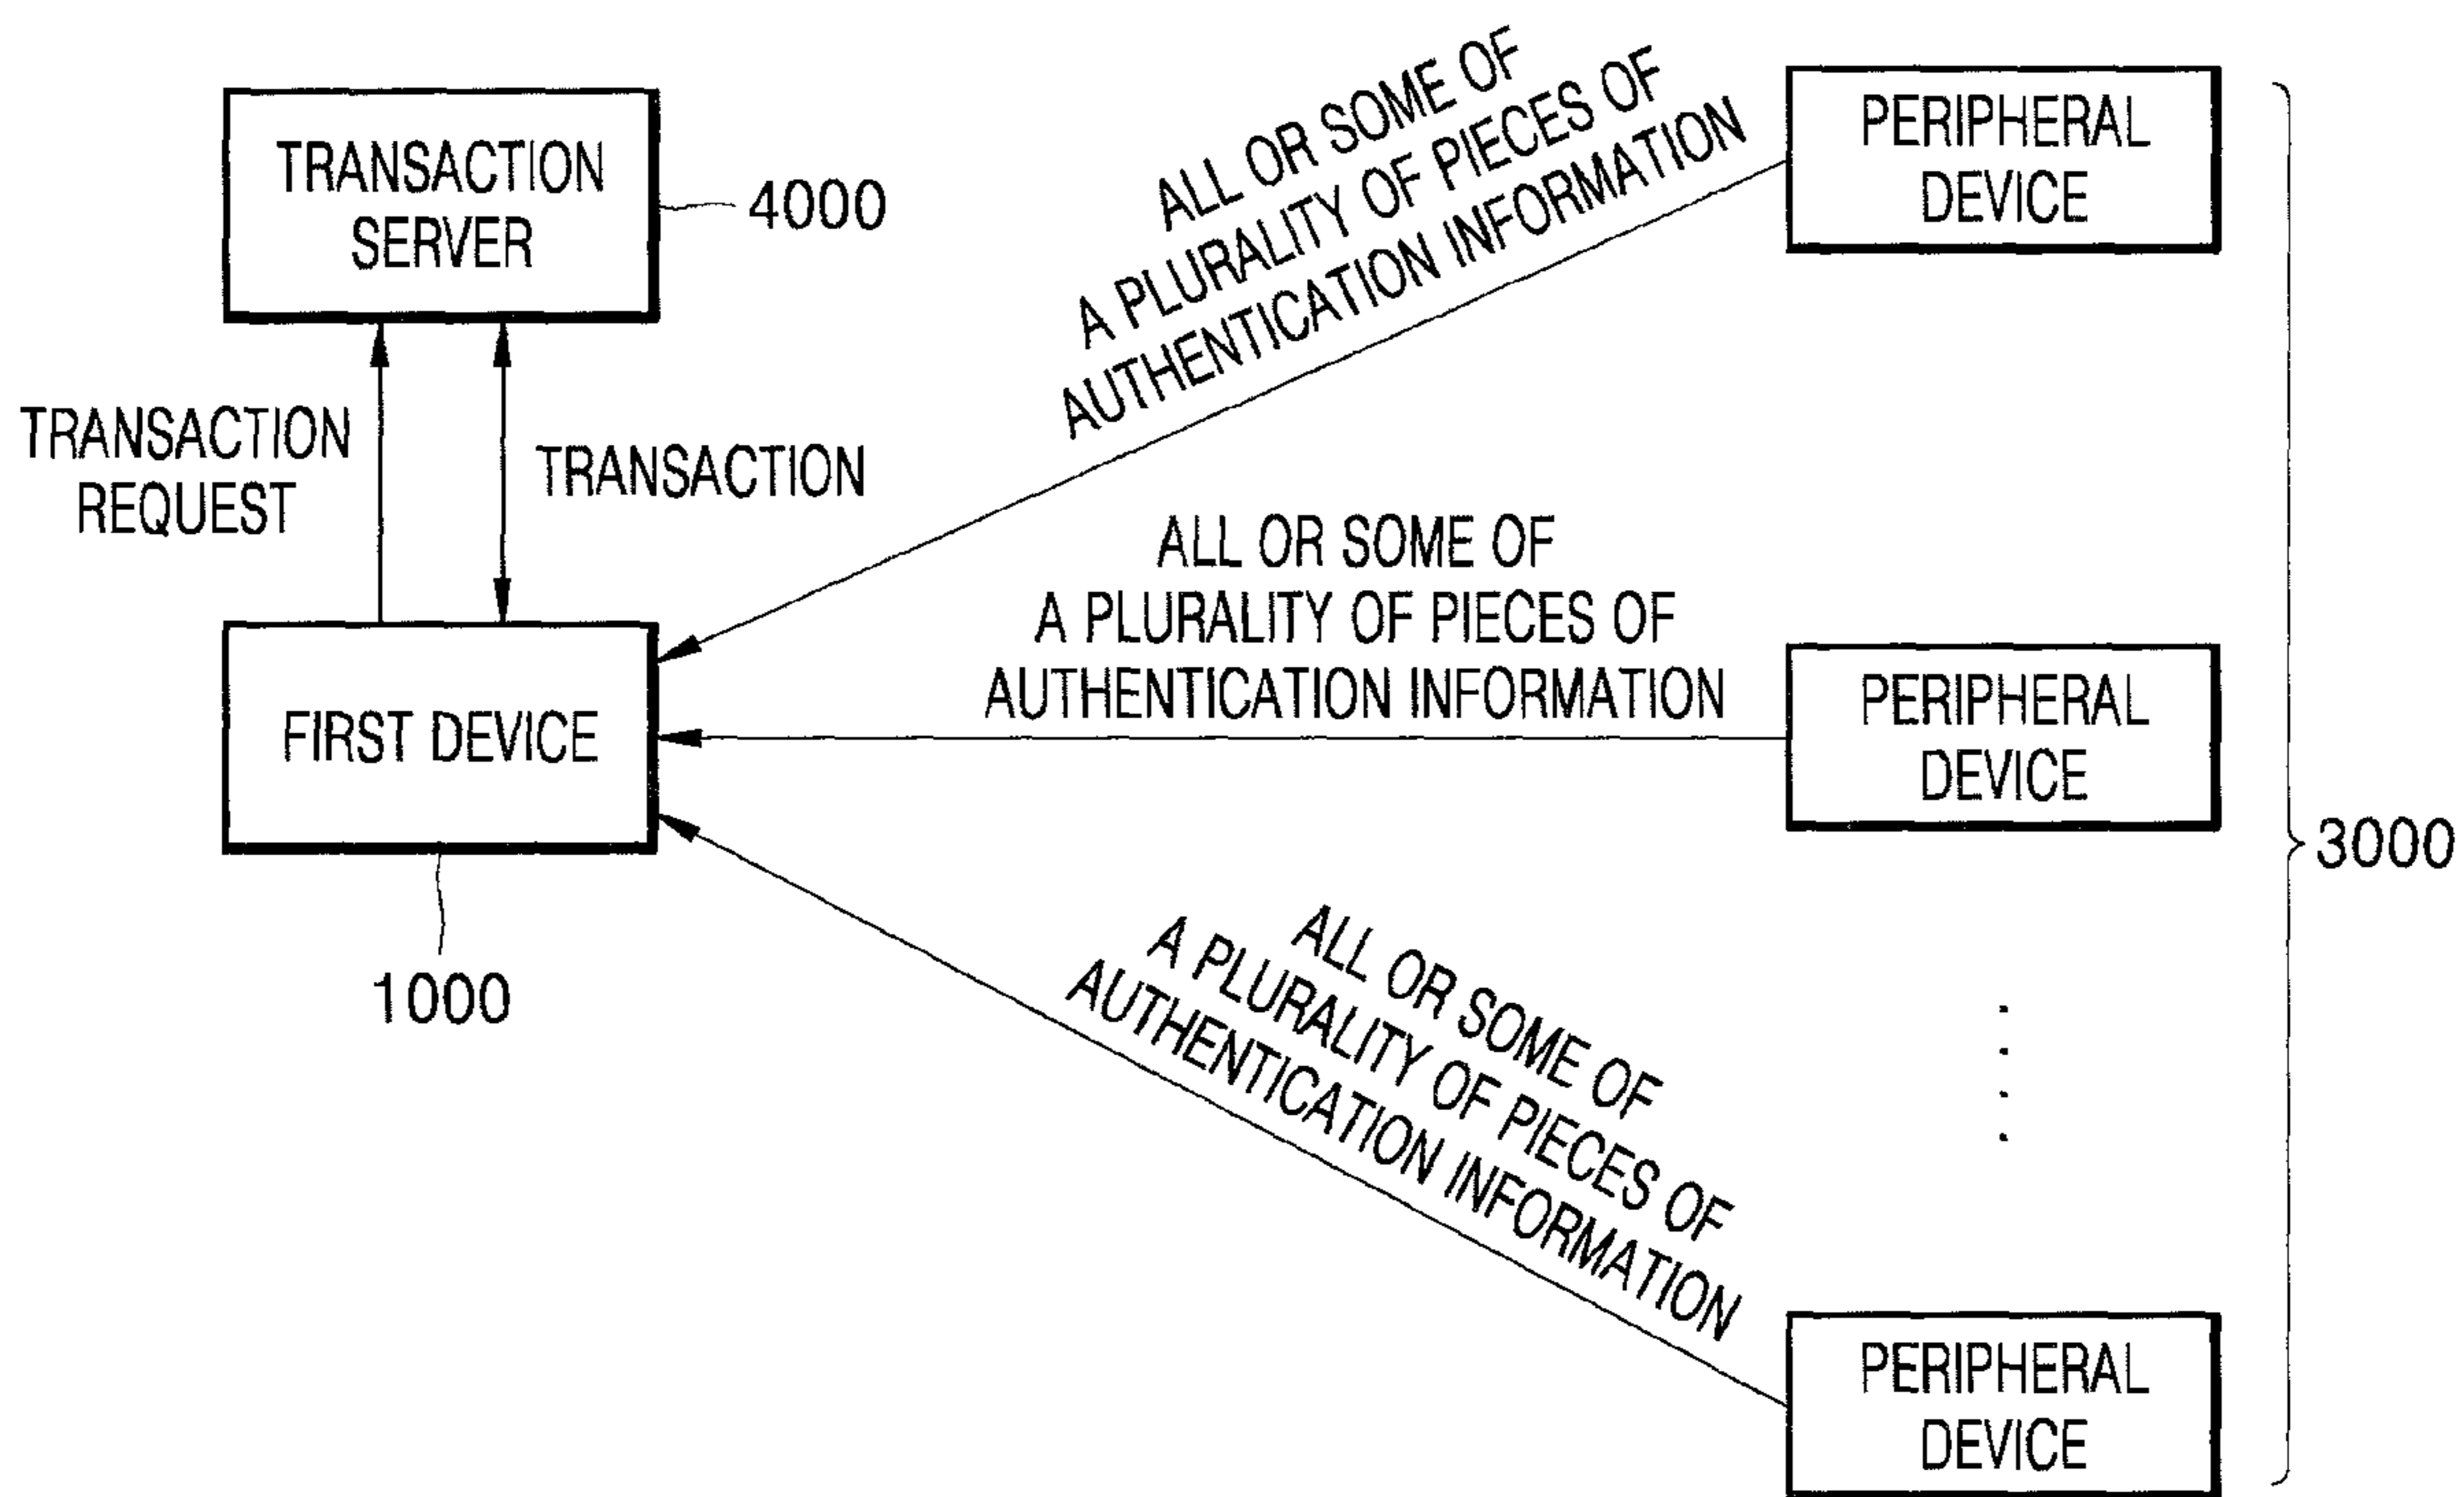 TRANSACTION
SERVER
4000
TRANSACTION
REQUEST
TRANSACTION
FIRST DEVICE
1000
ALL OR SOME OF
A PLURALITY OF PIECES OF
AUTHENTICATION INFORMATION
ALL OR SOME OF
A PLURALITY OF PIECES OF
AUTHENTICATION INFORMATION
ALL OR SOME OF
A PLURALITY OF PIECES OF
AUTHENTICATION INFORMATION
PERIPHERAL
DEVICE
PERIPHERAL
DEVICE
PERIPHERAL
DEVICE
3000